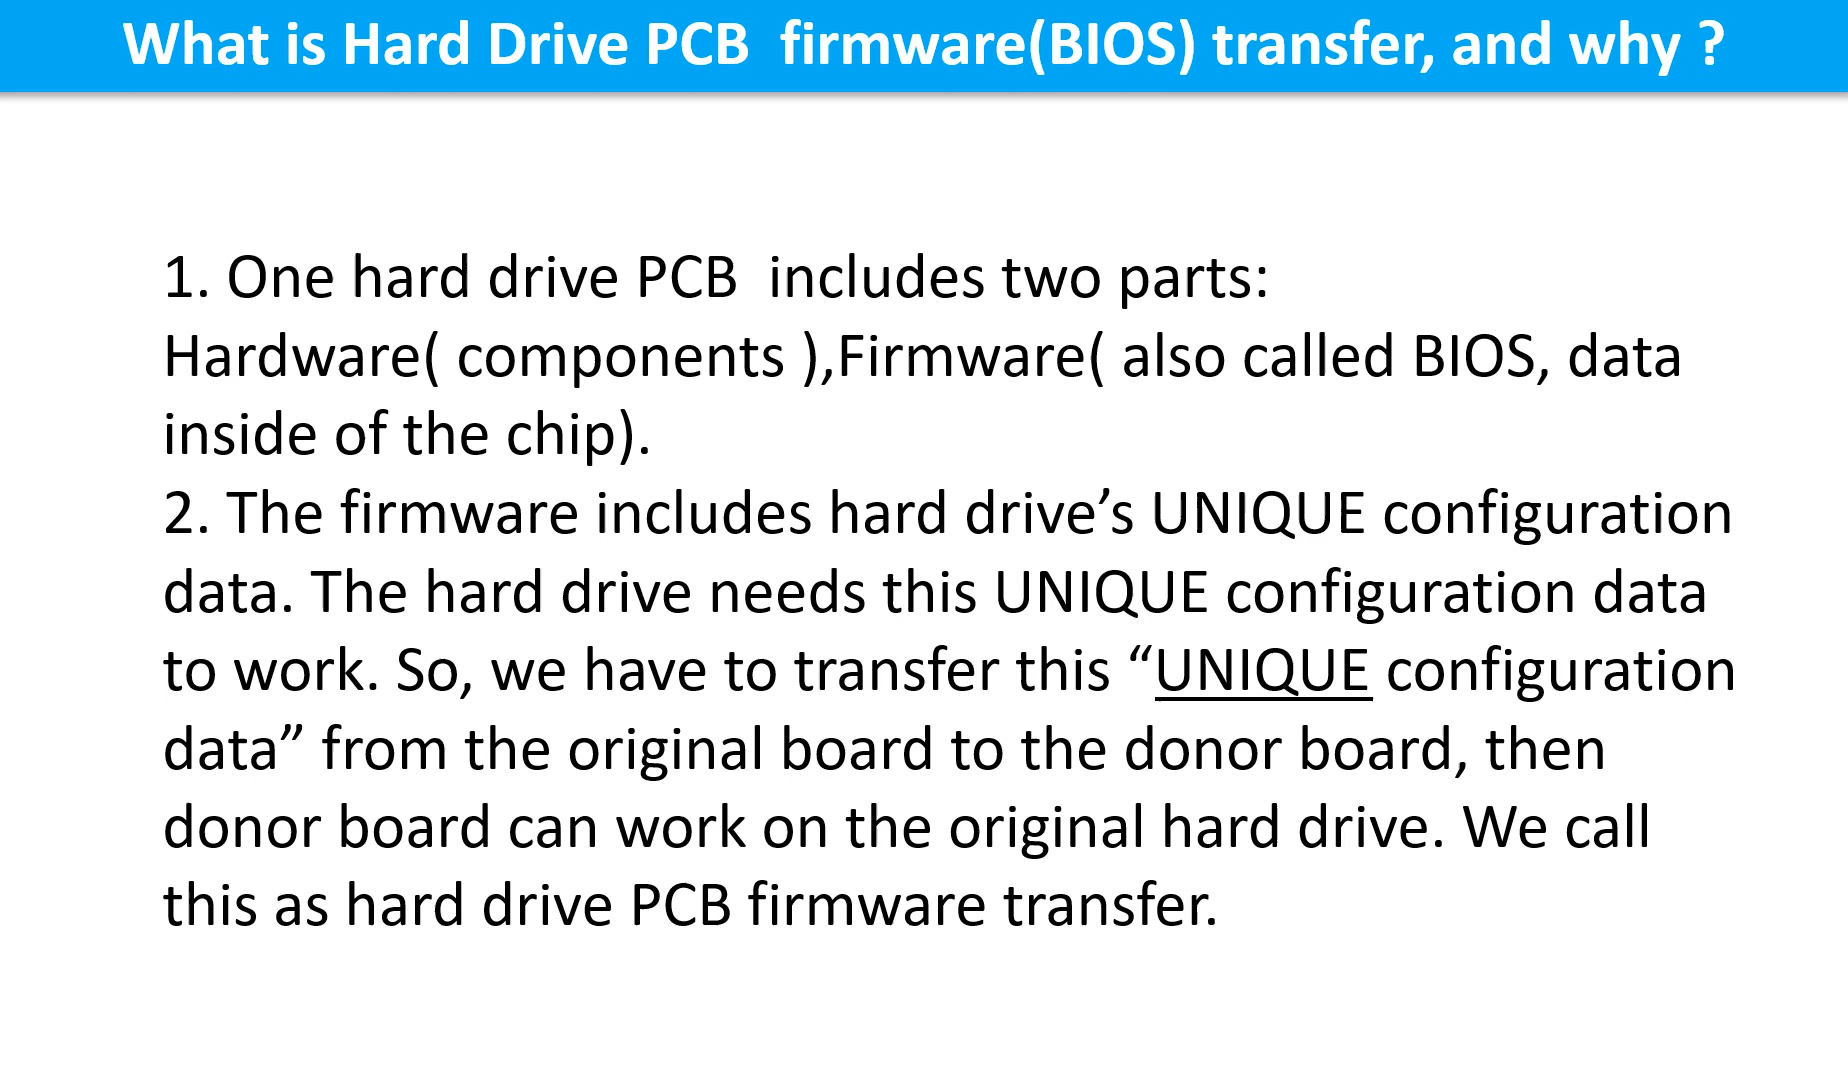 What is Hard Drive PCB  firmware(BIOS) transfer, and why ?
1. One hard drive PCB  includes two parts:
Hardware( components ),Firmware( also called BIOS, data
inside of the chip).
2. The firmware includes hard drive’s UNIQUE configuration
data. The hard drive needs this UNIQUE configuration data
to work. So, we have to transfer this “UNIQUE configuration
data” from the original board to the donor board, then
donor board can work on the original hard drive. We call
this as hard drive PCB firmware transfer.